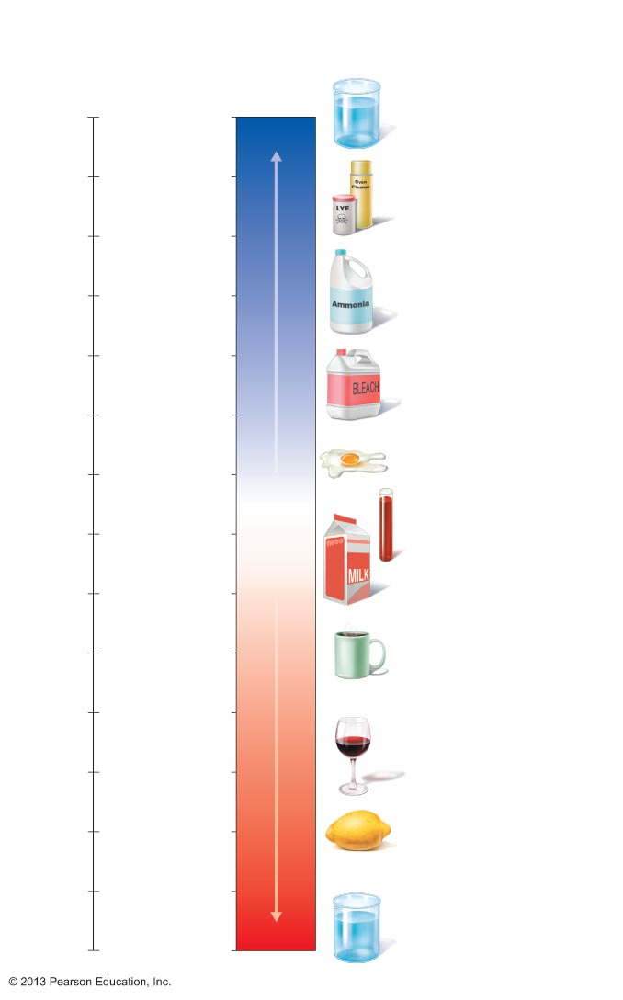 Oven
Cleaner
LYE
Ammonia
BLEACH
MILK
© 2013 Pearson Education, Inc.